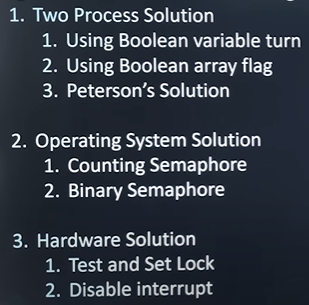 1. Two Process Solution
1. Using Boolean variable turn
2. Using Boolean array flag
3. Peterson's Solution
2. Operating System Solution
1. Counting Semaphore
2. Binary Semaphore
3. Hardware Solution
1. Test and Set Lock
2. Disable interrupt